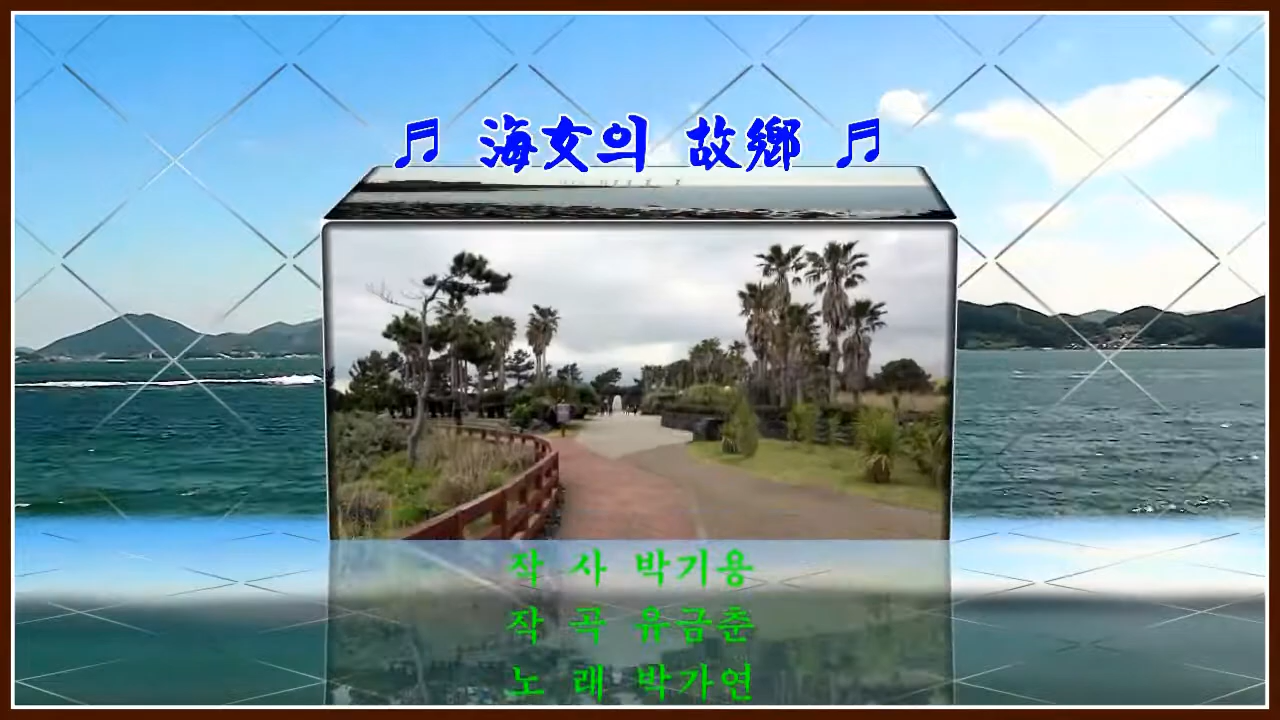 ♬ 海女의 故鄕 ♬
작 사 박기용
작 곡 유금춘
노 래 박가연